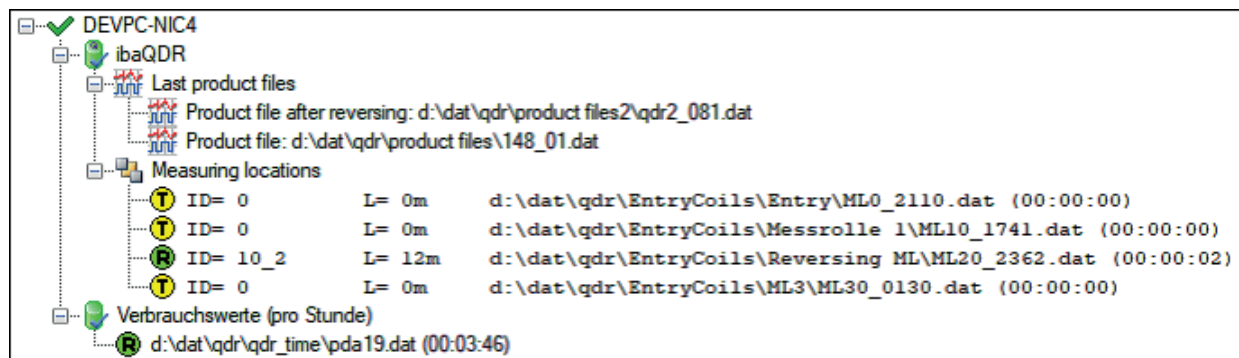 DEVPC-NIC4
ibaQDR
Last product files
Product file after reversing: d:\dat\qdr\product files2\qdr2_081.dat
Product file: d:\dat\qdr\product files\148_01.dat
Measuring locations
T ID= 0 L= 0m d:\dat\qdr\EntryCoils\Entry\ML0_2110.dat (00:00:00)
T ID= 0 L= 0m d:\dat\qdr\EntryCoils\Messrolle 1\ML10_1741.dat (00:00:00)
R ID= 10_2 L= 12m d:\dat\qdr\EntryCoils\Reversing ML\ML20_2362.dat (00:00:02)
T ID= 0 L= 0m d:\dat\qdr\EntryCoils\ML3\ML30_0130.dat (00:00:00)
Verbrauchswerte (pro Stunde)
R d:\dat\qdr\qdr_time\pda19.dat (00:03:46)